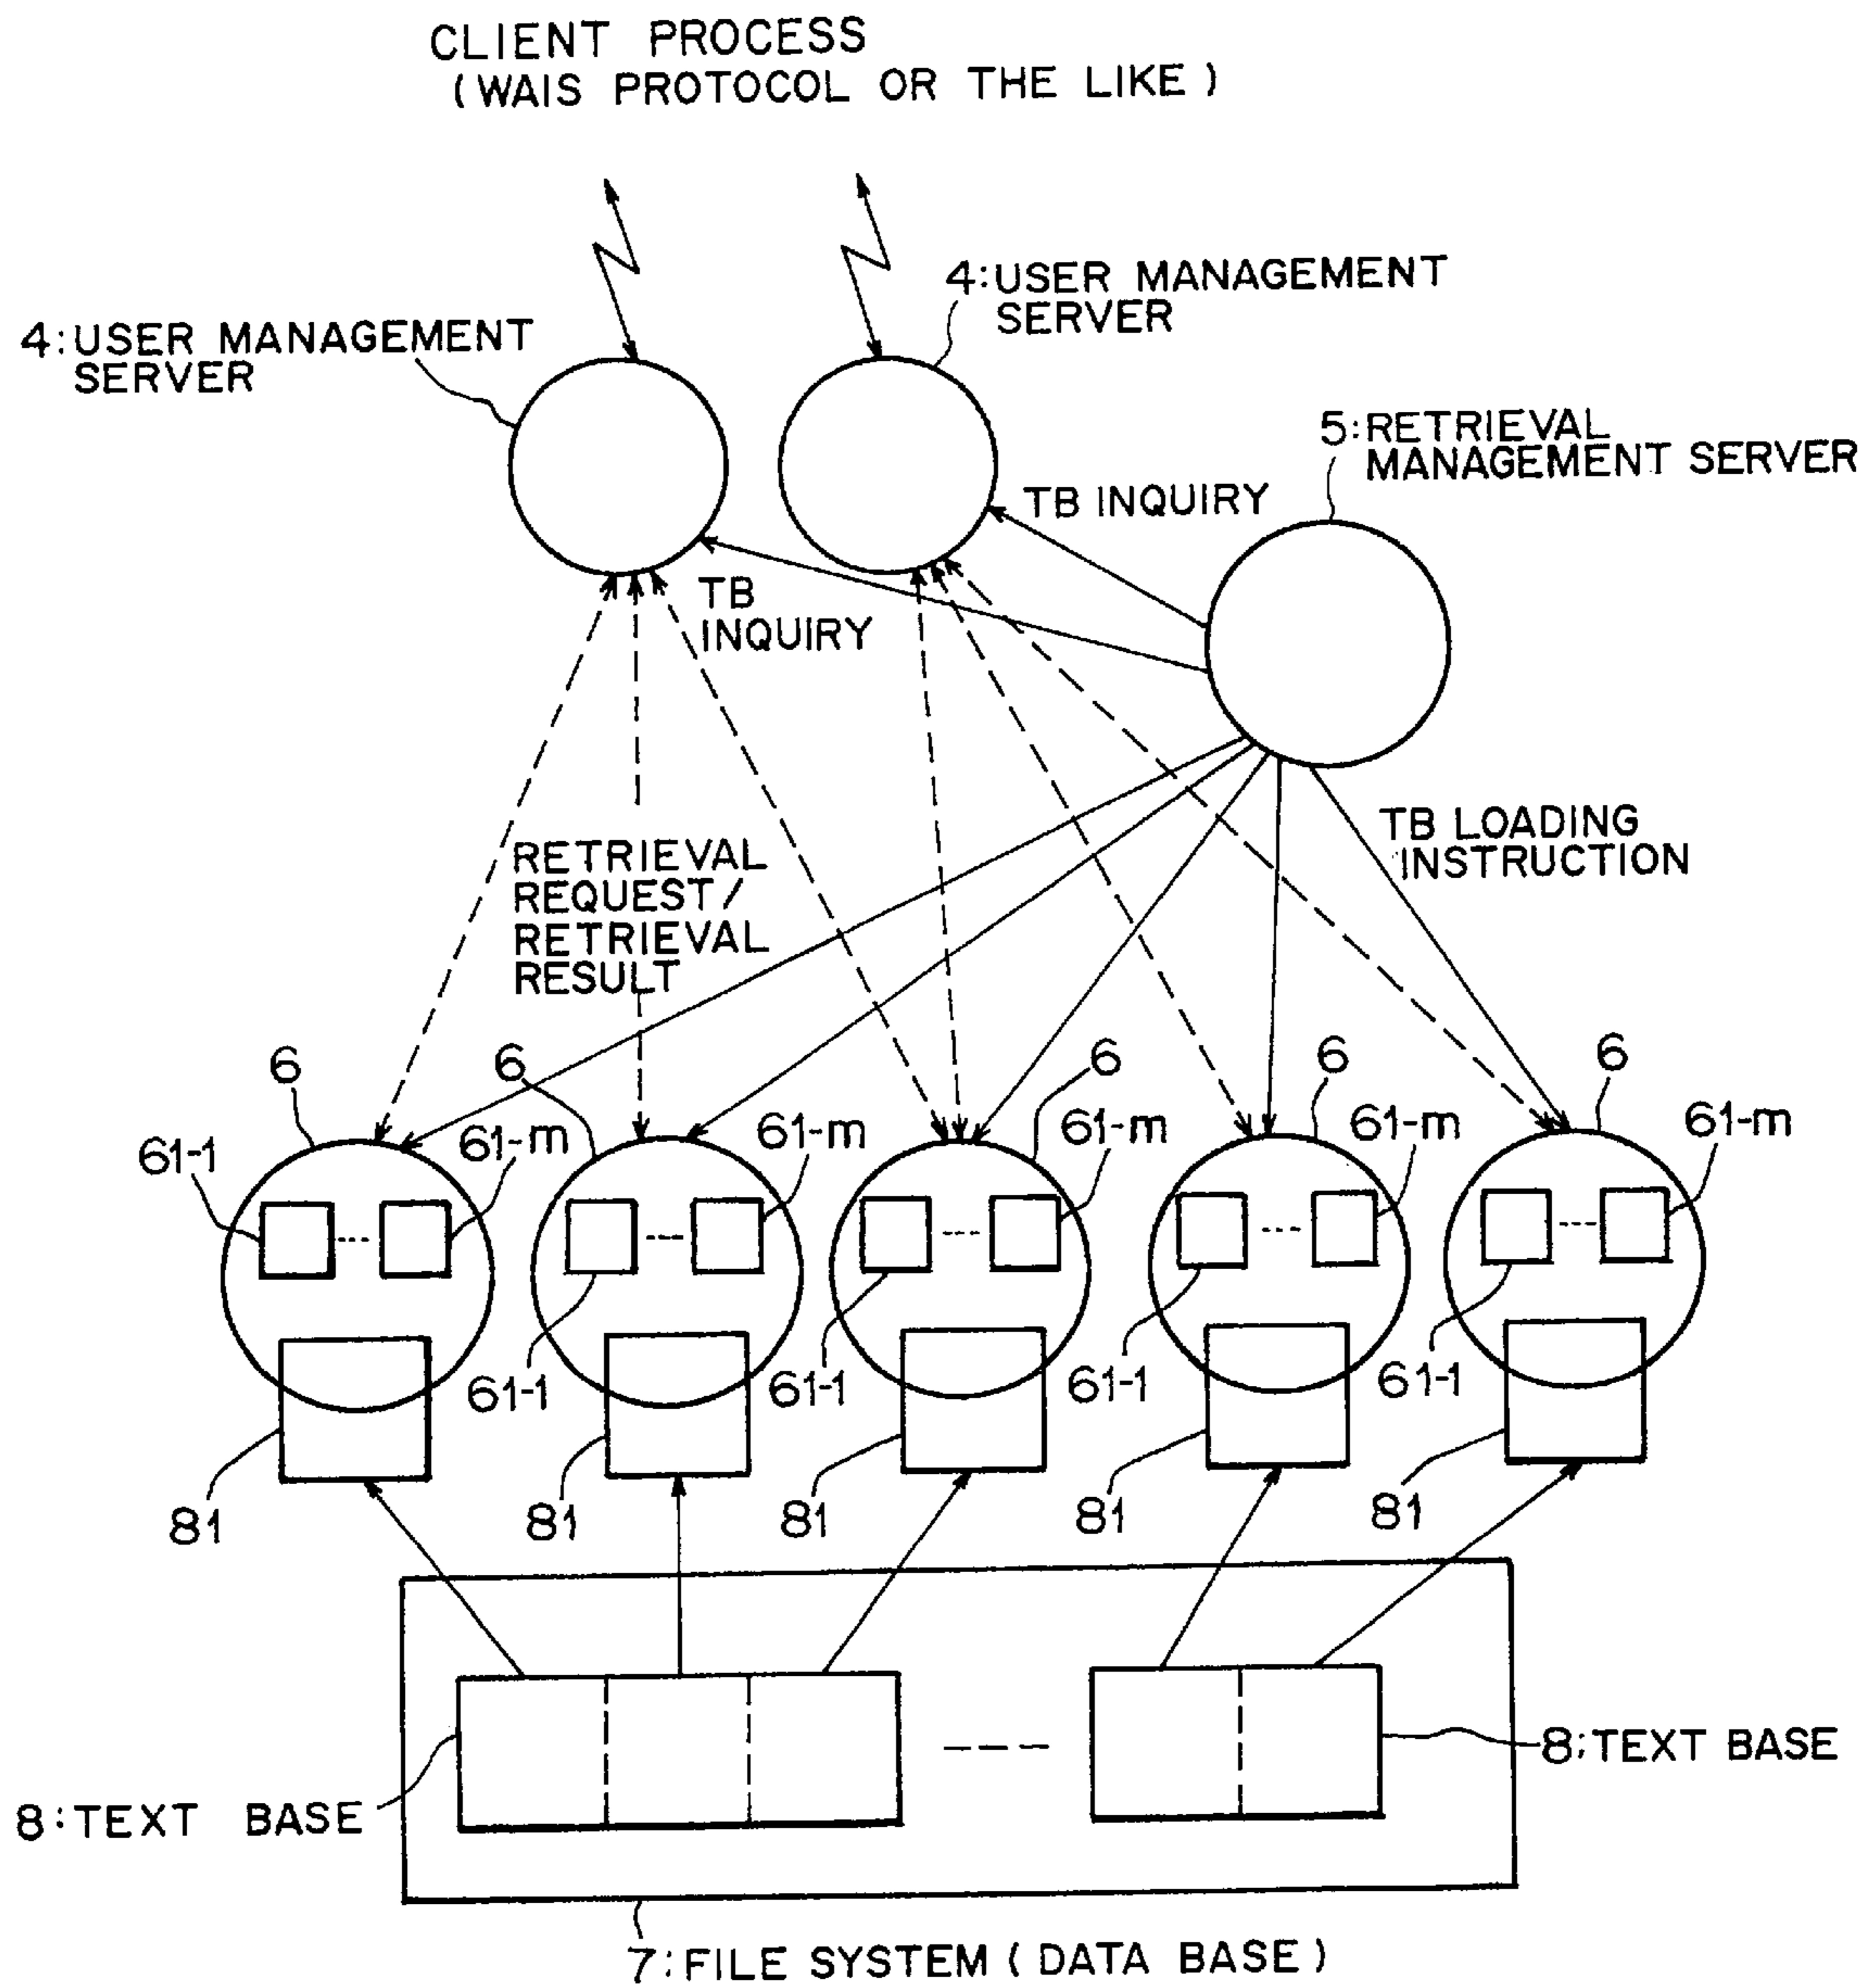 CLIENT PROCESS
(WAIS PROTOCOL OR THE LIKE)
4:USER MANAGEMENT
SERVER
4:USER MANAGEMENT
SERVER
5:RETRIEVAL
MANAGEMENT SERVER
TB INQUIRY
TB
INQUIRY
TB LOADING
INSTRUCTION
RETRIEVAL
REQUEST/
RETRIEVAL
RESULT
6
6
6
6
6
61-1
61-m
61-m
61-m
61-m
61-m
61-1
61-1
61-1
61-1
81
81
81
81
81
8:TEXT BASE
8:TEXT BASE
7:FILE SYSTEM (DATA BASE)